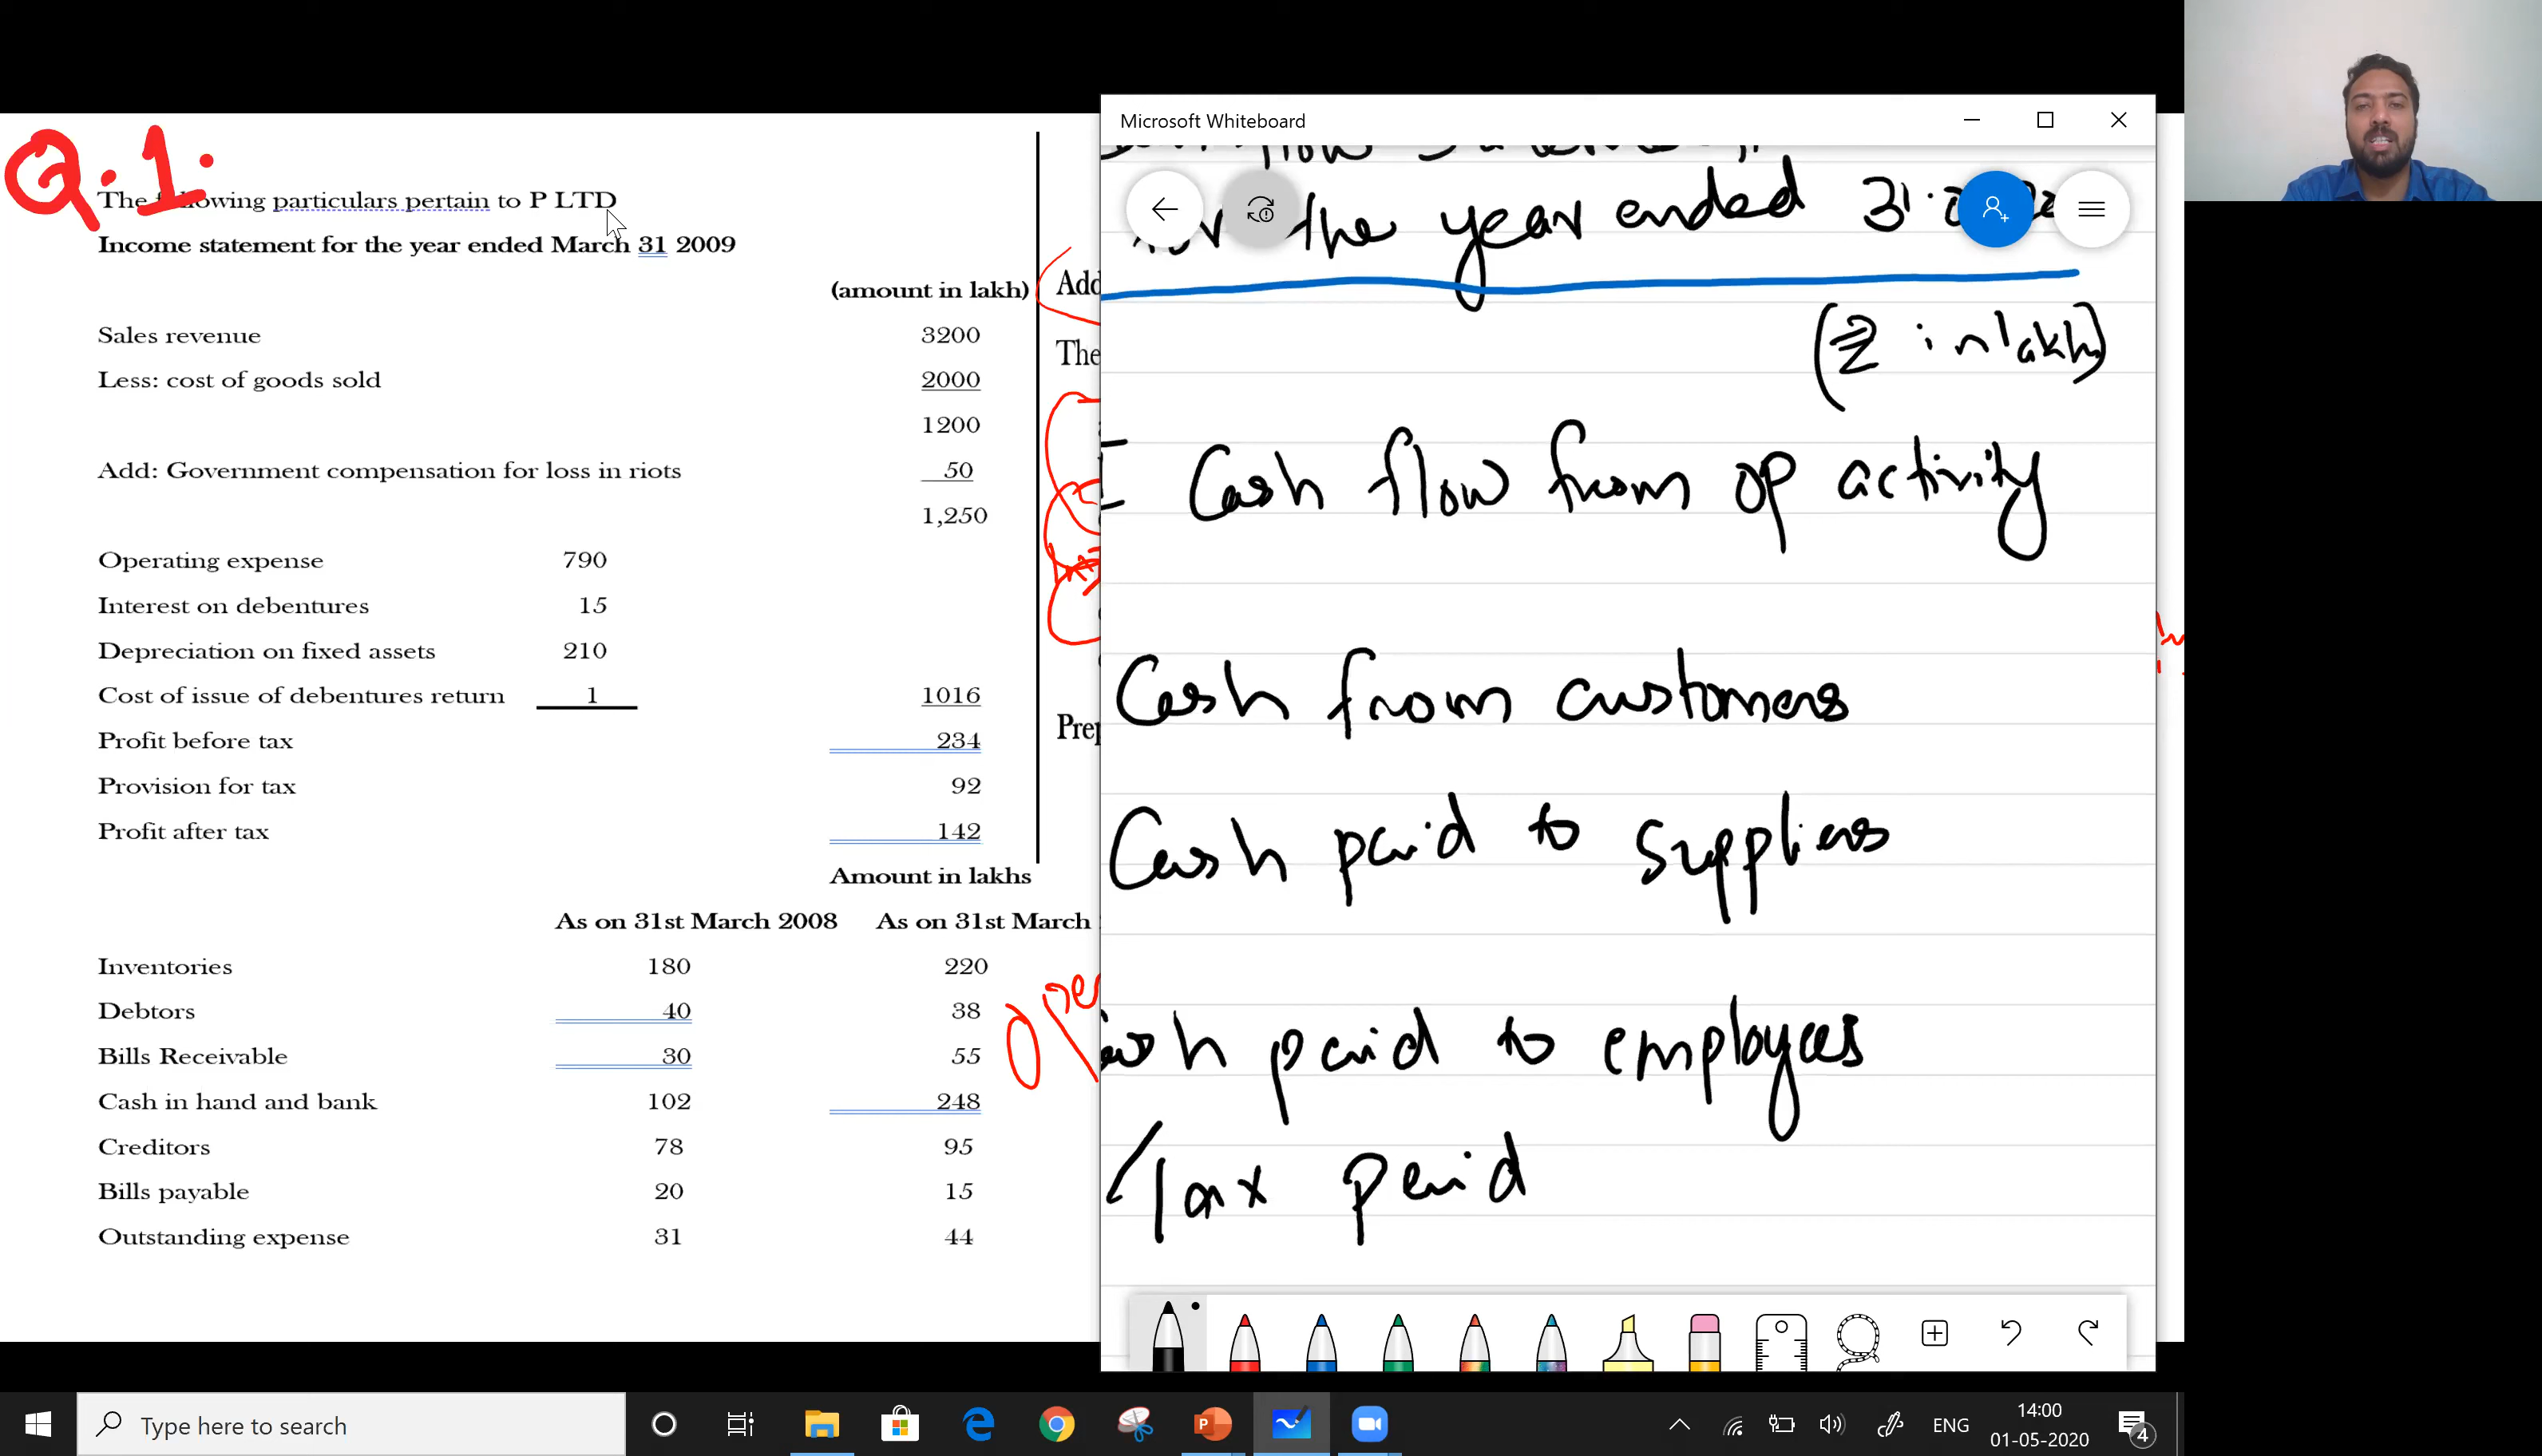 Q.1.
The following particulars pertain to P LTD
Income statement for the year ended March 31 2009
(amount in lakh)
Sales revenue 3200
Less: cost of goods sold 2000
1200
Add: Government compensation for loss in riots 50
1,250
Operating expense 790
Interest on debentures 15
Depreciation on fixed assets 210
Cost of issue of debentures return 1 1016
Profit before tax 234
Provision for tax 92
Profit after tax 142
Amount in lakhs
As on 31st March 2008 As on 31st March
Inventories 180 220
Debtors 40 38
Bills Receivable 30 55
Cash in hand and bank 102 248
Creditors 78 95
Bills payable 20 15
Outstanding expense 31 44
Add
The
Prep
Oper
Microsoft Whiteboard
flow
the year ended 31.
(₹ in lakh)
I Cash flow from op activity
Cash from customers
Cash paid to suppliers
Cash paid to employees
Tax paid
Type here to search
ENG
14:00
01-05-2020
4